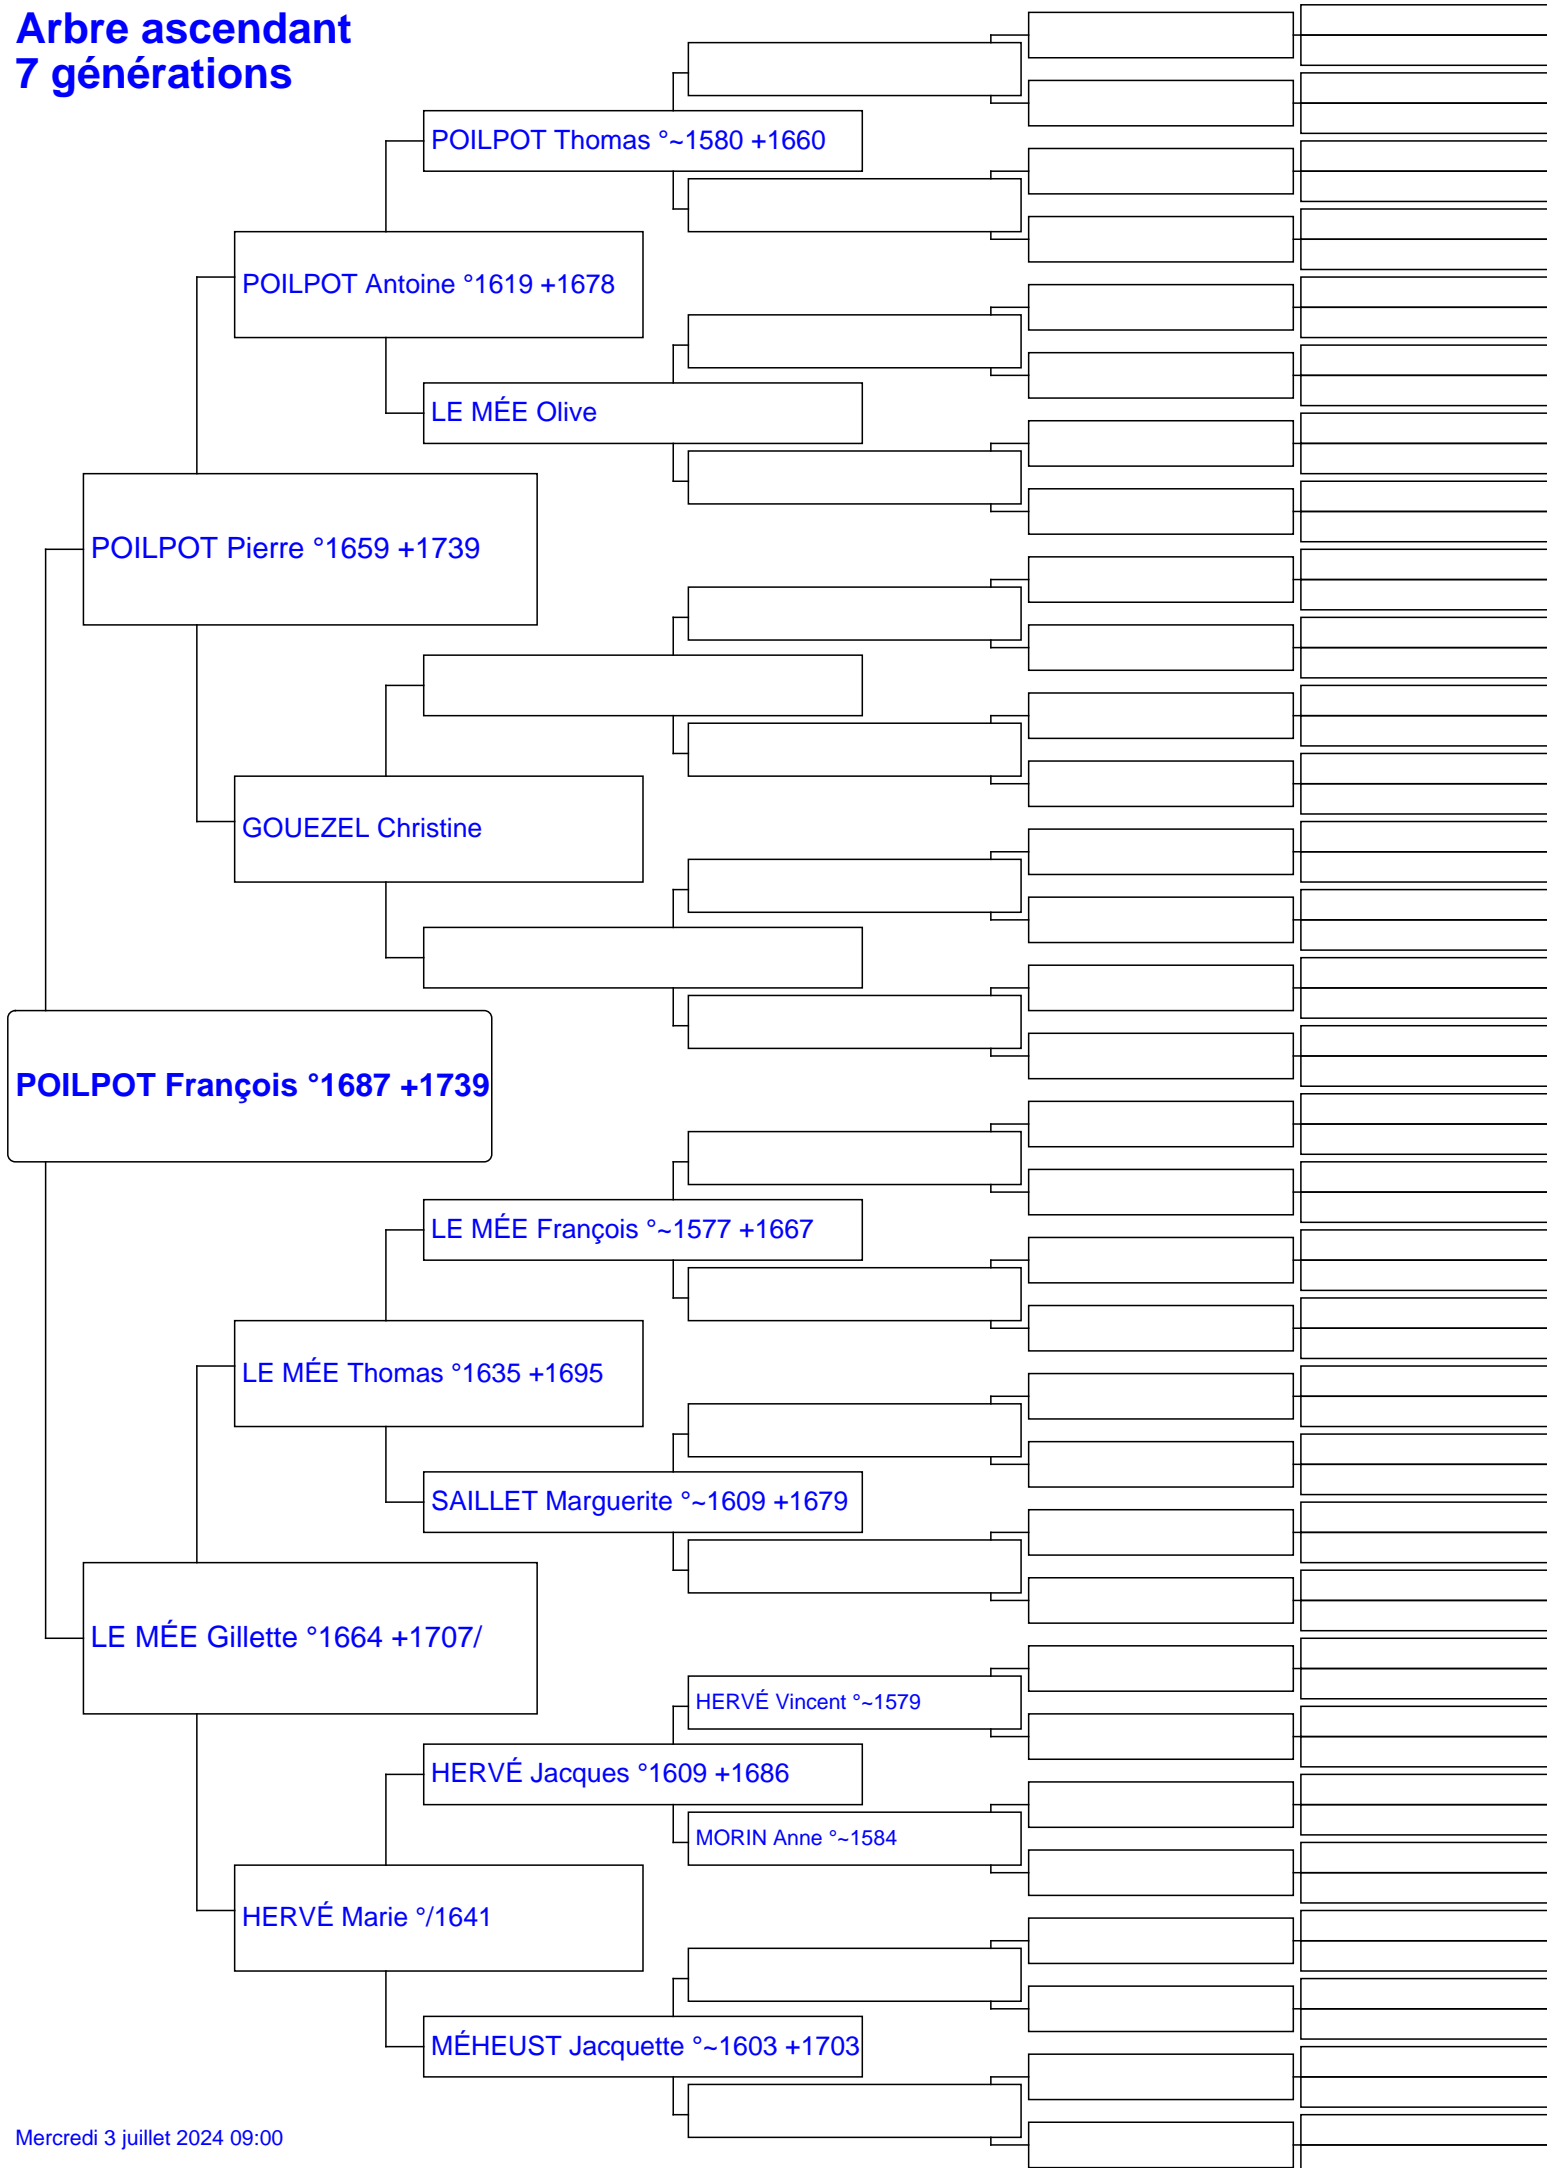 Arbre ascendant
7 générations
POILPOT Thomas °~1580 +1660
POILPOT Antoine °1619 +1678
LE MÉE Olive
POILPOT Pierre °1659 +1739
GOUEZEL Christine
POILPOT François °1687 +1739
LE MÉE François °~1577 +1667
LE MÉE Thomas °1635 +1695
SAILLET Marguerite °~1609 +1679
LE MÉE Gillette °1664 +1707/
HERVÉ Vincent °~1579
HERVÉ Jacques °1609 +1686
MORIN Anne °~1584
HERVÉ Marie °/1641
MÉHEUST Jacquette °~1603 +1703
Mercredi 3 juillet 2024 09:00